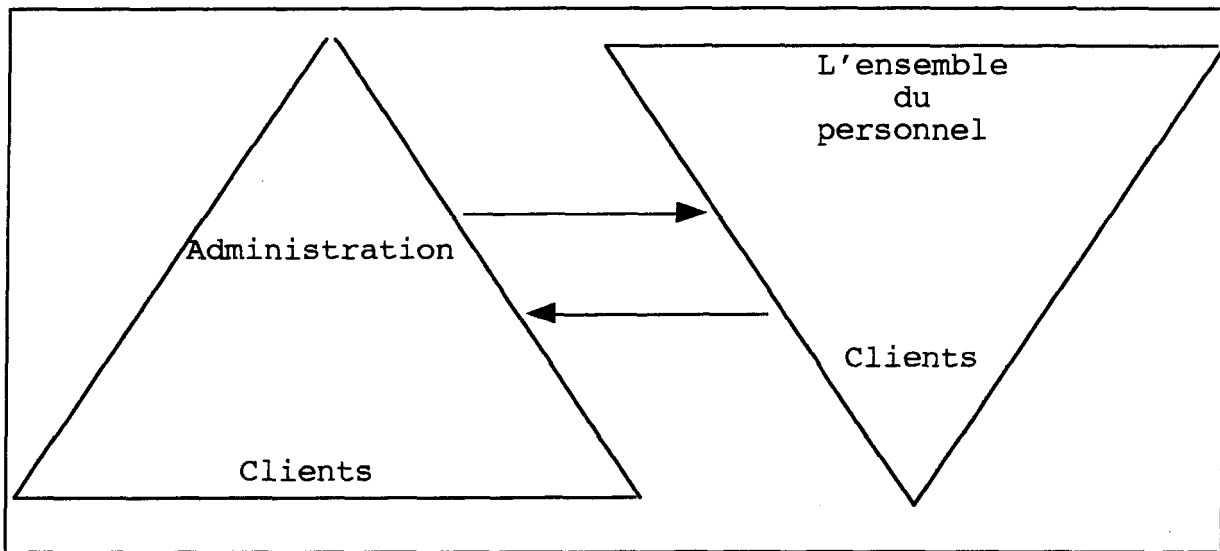 Administration
Clients
L'ensemble
du
personnel
Clients